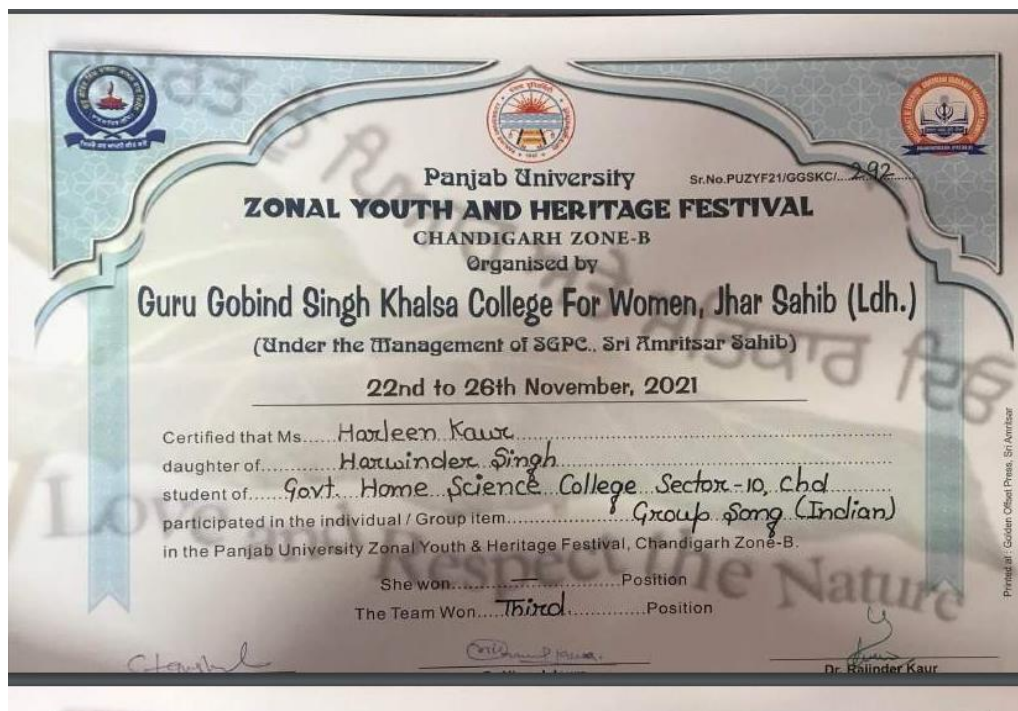 Panjab University
Sr.No.PUZYF21/GGSKC/....292....
ZONAL YOUTH AND HERITAGE FESTIVAL
CHANDIGARH ZONE-B
Organised by
Guru Gobind Singh Khalsa College For Women, Jhar Sahib (Ldh.)
(Under the Management of SGPC., Sri Amritsar Sahib)
22nd to 26th November, 2021
Certified that Ms.....Harleen Kaur
daughter of............Harwinder Singh
student of.....Govt. Home Science College Sector-10, Chd
participated in the individual / Group item..................Group Song (Indian)
in the Panjab University Zonal Youth & Heritage Festival, Chandigarh Zone-B.
She won...........—...........Position
The Team Won....Third............Position
Dr. Rajinder Kaur
Love and Respect the Nature
ਸਤਿਕਾਰ ਦਿਓ
Printed at : Golden Offset Press, Sri Amritsar